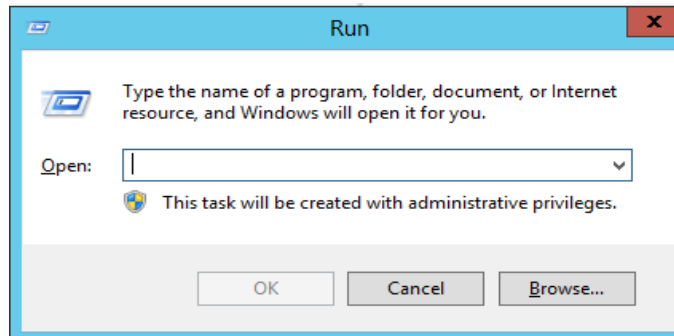 Run
x
Type the name of a program, folder, document, or Internet
resource, and Windows will open it for you.
Open:
This task will be created with administrative privileges.
OK Cancel Browse...